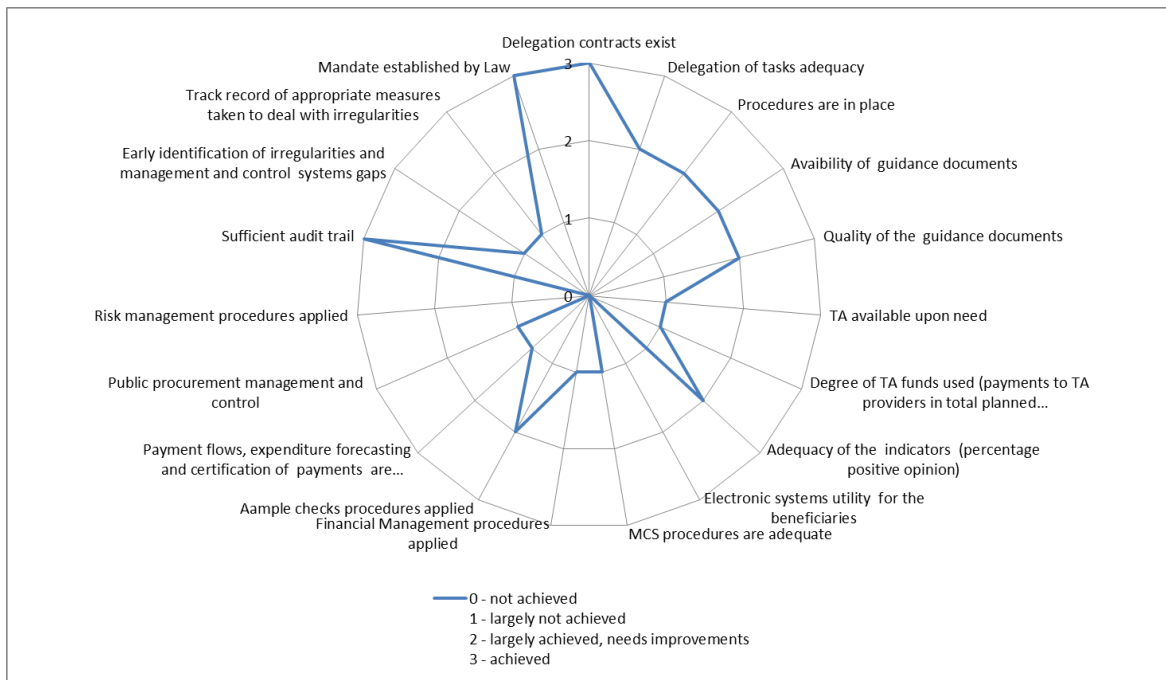 Delegation contracts exist
Delegation of tasks adequacy
Procedures are in place
Avaibility of guidance documents
Quality of the guidance documents
TA available upon need
Degree of TA funds used (payments to TA
providers in total planned...
Adequacy of the indicators (percentage
positive opinion)
Electronic systems utility for the
beneficiaries
MCS procedures are adequate
Financial Management procedures
applied
Aample checks procedures applied
Payment flows, expenditure forecasting
and certification of payments are...
Public procurement management and
control
Risk management procedures applied
Sufficient audit trail
Early identification of irregularities and
management and control systems gaps
Track record of appropriate measures
taken to deal with irregularities
Mandate established by Law
3
2
1
0
0 - not achieved
1 - largely not achieved
2 - largely achieved, needs improvements
3 - achieved